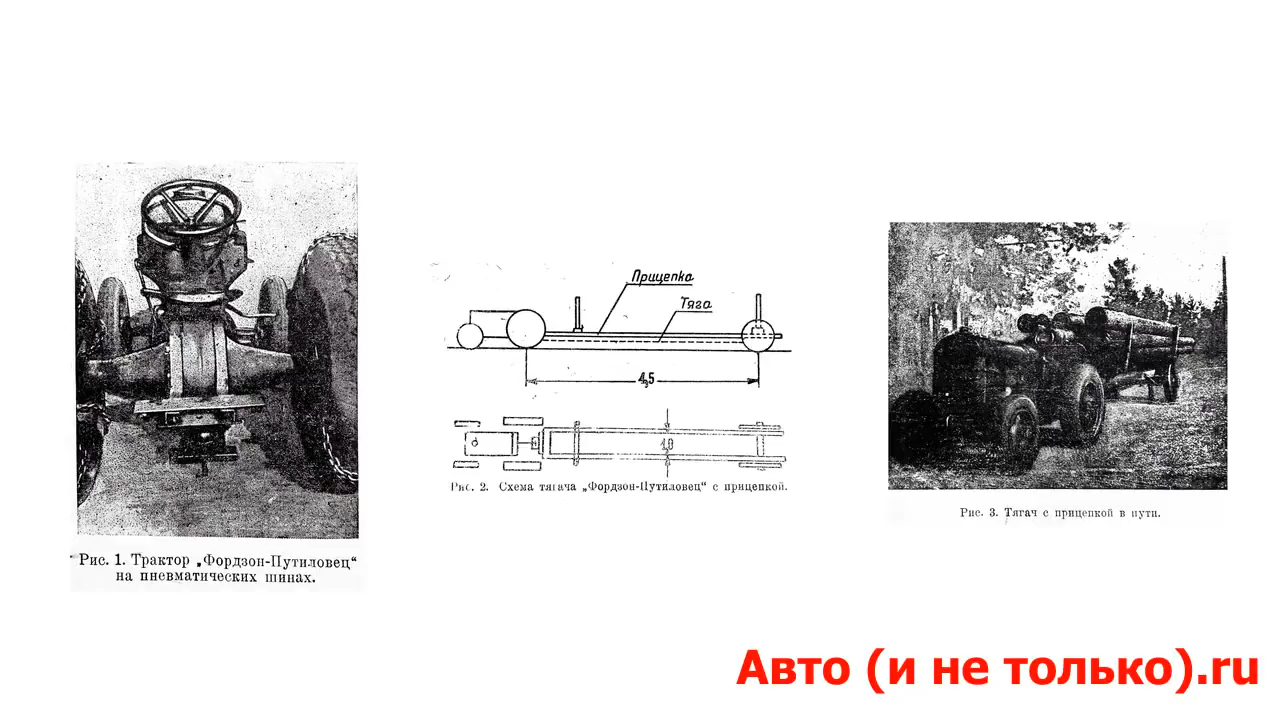 Рис. 1. Трактор „Фордзон-Путиловец“
на пневматических шинах.
Прицепка
Тяга
4,5
1,0
Рис. 2. Схема тягача „Фордзон-Путиловец“ с прицепкой.
Рис. 3. Тягач с прицепкой в пути.
Авто (и не только).ru